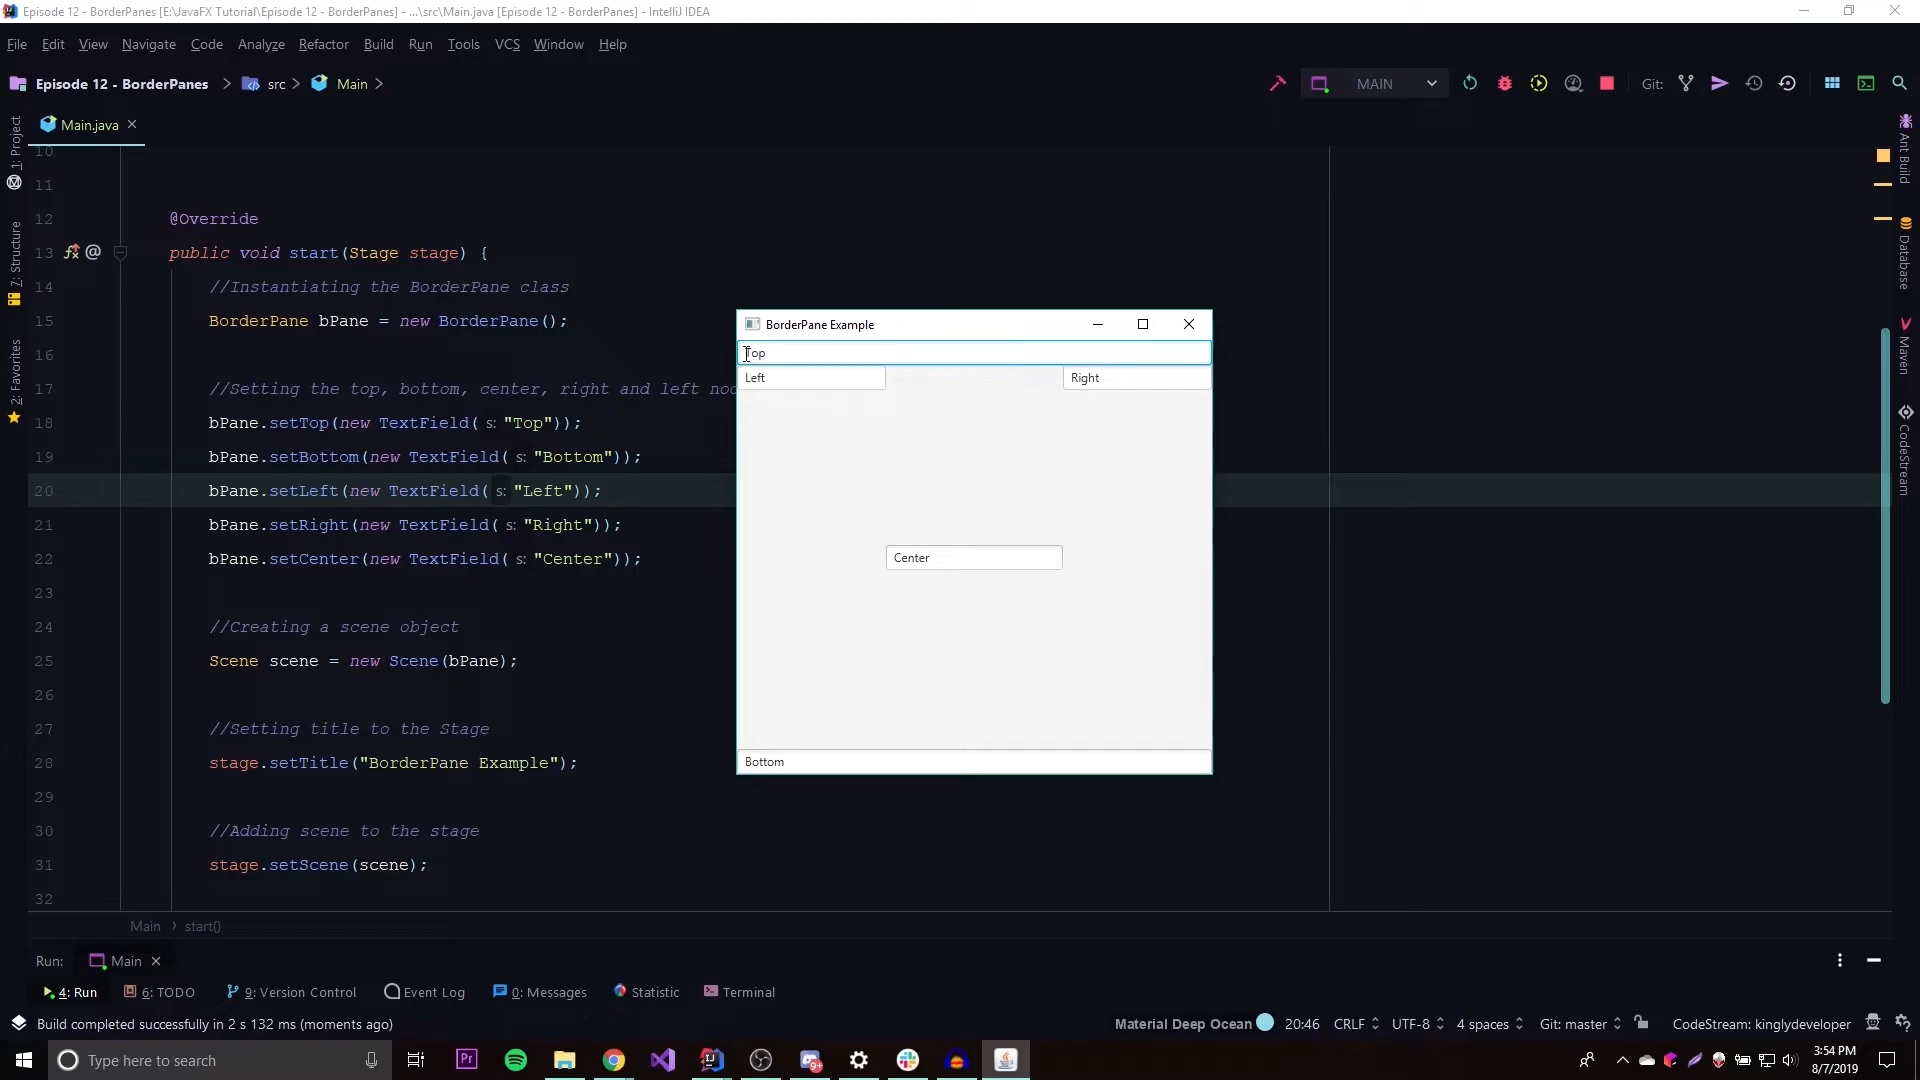 Episode 12 - BorderPanes [E:\JavaFX Tutorial\Episode 12 - BorderPanes] - ...\src\Main.java [Episode 12 - BorderPanes] - IntelliJ IDEA
File Edit View Navigate Code Analyze Refactor Build Run Tools VCS Window Help
Episode 12 - BorderPanes src Main MAIN Git:
Main.java
1: Project
7: Structure
2: Favorites
Ant Build
Database
Maven
CodeStream
10
11
12 @Override
13 public void start(Stage stage) {
14 //Instantiating the BorderPane class
15 BorderPane bPane = new BorderPane();
16
17 //Setting the top, bottom, center, right and left
18 bPane.setTop(new TextField( s: "Top"));
19 bPane.setBottom(new TextField( s: "Bottom"));
20 bPane.setLeft(new TextField( s: "Left"));
21 bPane.setRight(new TextField( s: "Right"));
22 bPane.setCenter(new TextField( s: "Center"));
23
24 //Creating a scene object
25 Scene scene = new Scene(bPane);
26
27 //Setting title to the Stage
28 stage.setTitle("BorderPane Example");
29
30 //Adding scene to the stage
31 stage.setScene(scene);
32
BorderPane Example
Top
Left Right
Center
Bottom
Main start()
Run: Main
4: Run 6: TODO 9: Version Control Event Log 0: Messages Statistic Terminal
Build completed successfully in 2 s 132 ms (moments ago) Material Deep Ocean 20:46 CRLF UTF-8 4 spaces Git: master CodeStream: kinglydeveloper
Type here to search
3:54 PM
8/7/2019